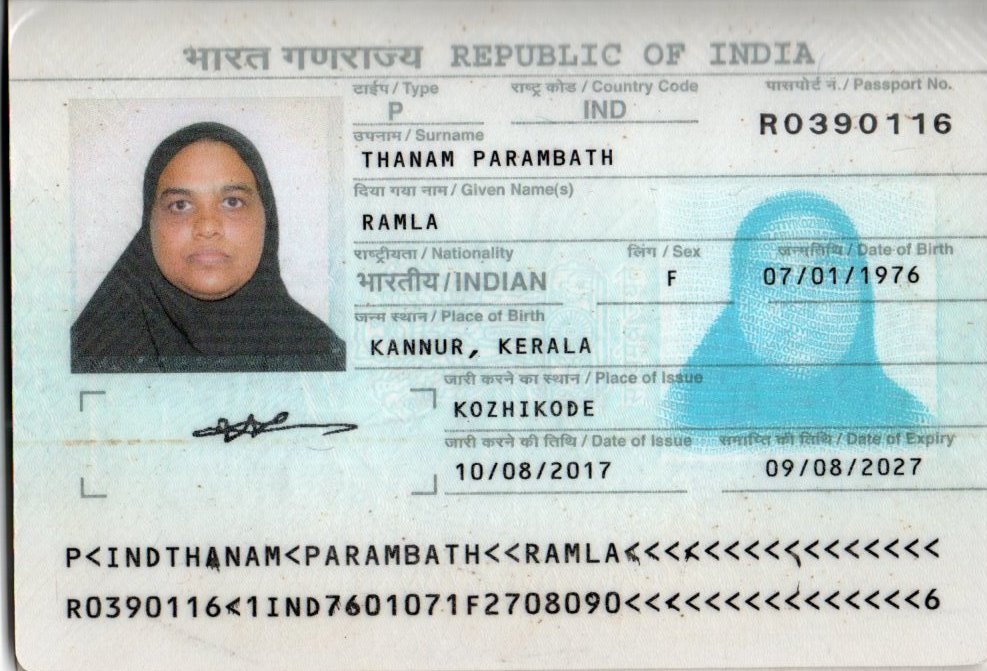 भारत गणराज्य REPUBLIC OF INDIA
टाईप / Type राष्ट्र कोड / Country Code पासपोर्ट नं. / Passport No.
P IND R0390116
उपनाम / Surname
THANAM PARAMBATH
दिया गया नाम / Given Name(s)
RAMLA
राष्ट्रीयता / Nationality लिंग / Sex जन्मतिथि / Date of Birth
भारतीय / INDIAN F 07/01/1976
जन्म स्थान / Place of Birth
KANNUR, KERALA
जारी करने का स्थान / Place of Issue
KOZHIKODE
जारी करने की तिथि / Date of Issue समाप्ति की तिथि / Date of Expiry
10/08/2017 09/08/2027
P<INDTHANAM<PARAMBATH<<RAMLA<<<<<<<<<<<<<<<<
R0390116<1IND7601071F2708090<<<<<<<<<<<<<<<6